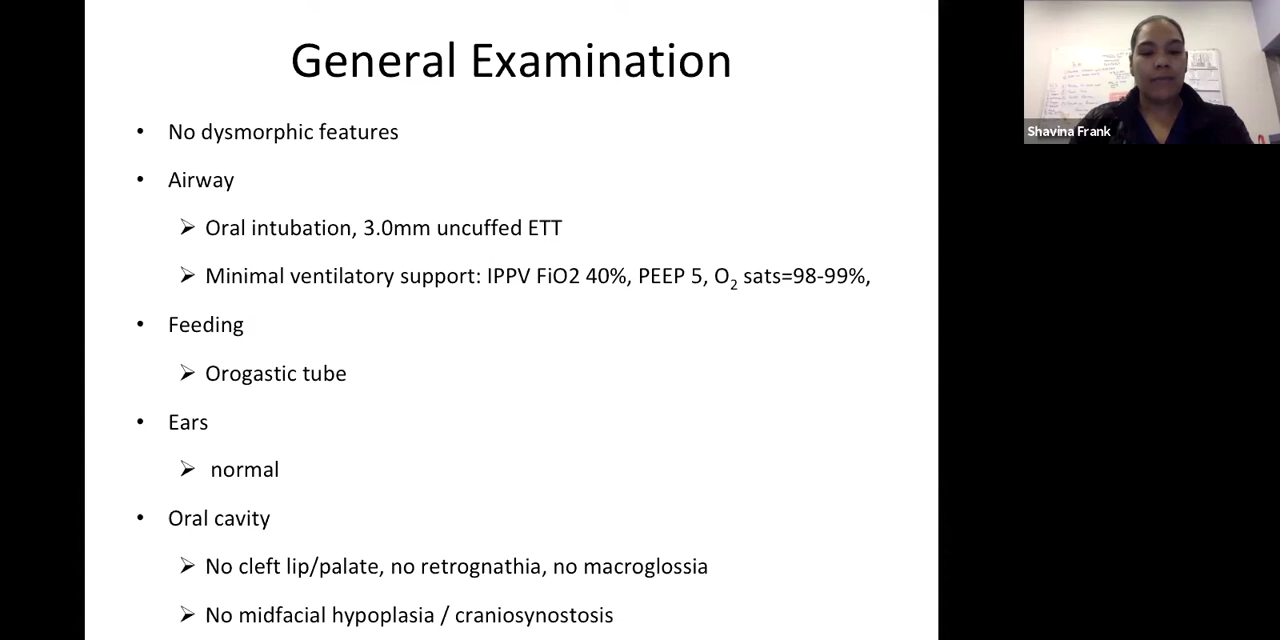 General Examination
• No dysmorphic features
• Airway
➢ Oral intubation, 3.0mm uncuffed ETT
➢ Minimal ventilatory support: IPPV FiO2 40%, PEEP 5, O₂ sats=98-99%,
• Feeding
➢ Orogastic tube
• Ears
➢ normal
• Oral cavity
➢ No cleft lip/palate, no retrognathia, no macroglossia
➢ No midfacial hypoplasia / craniosynostosis
Shavina Frank